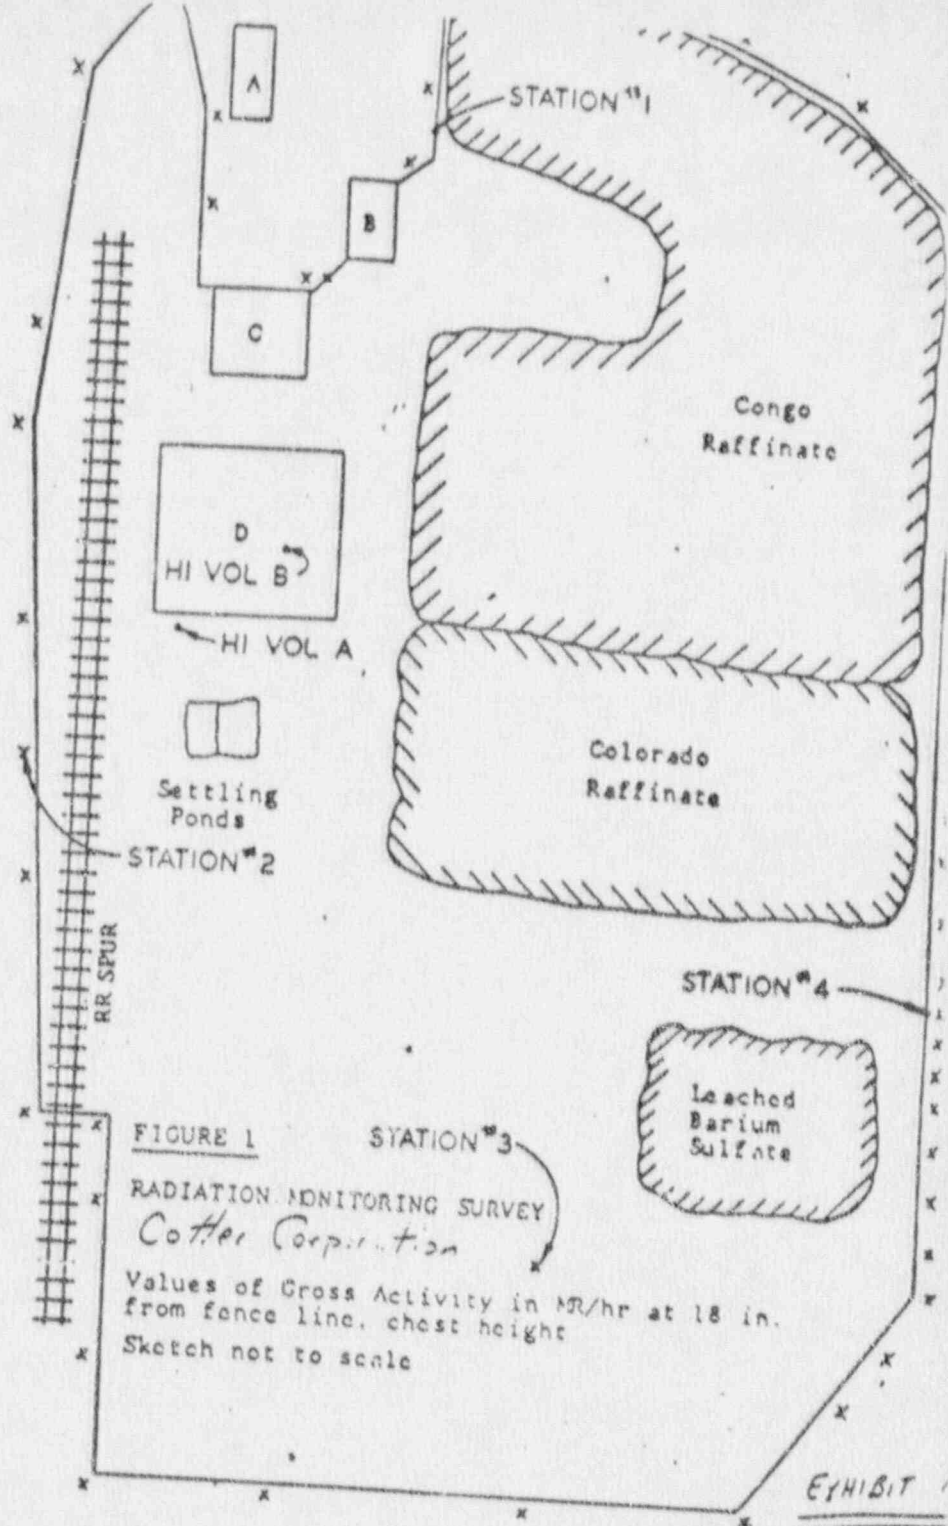 A
STATION #1
B
C
Congo
Raffinate
D
HI VOL B
HI VOL A
Colorado
Raffinate
Settling
Ponds
STATION #2
RR SPUR
STATION #4
Leached
Barium
Sulfate
FIGURE 1
STATION #3
RADIATION MONITORING SURVEY
Cotter Corporation
Values of Gross Activity in MR/hr at 18 in.
from fence line, chest height
Sketch not to scale
EXHIBIT